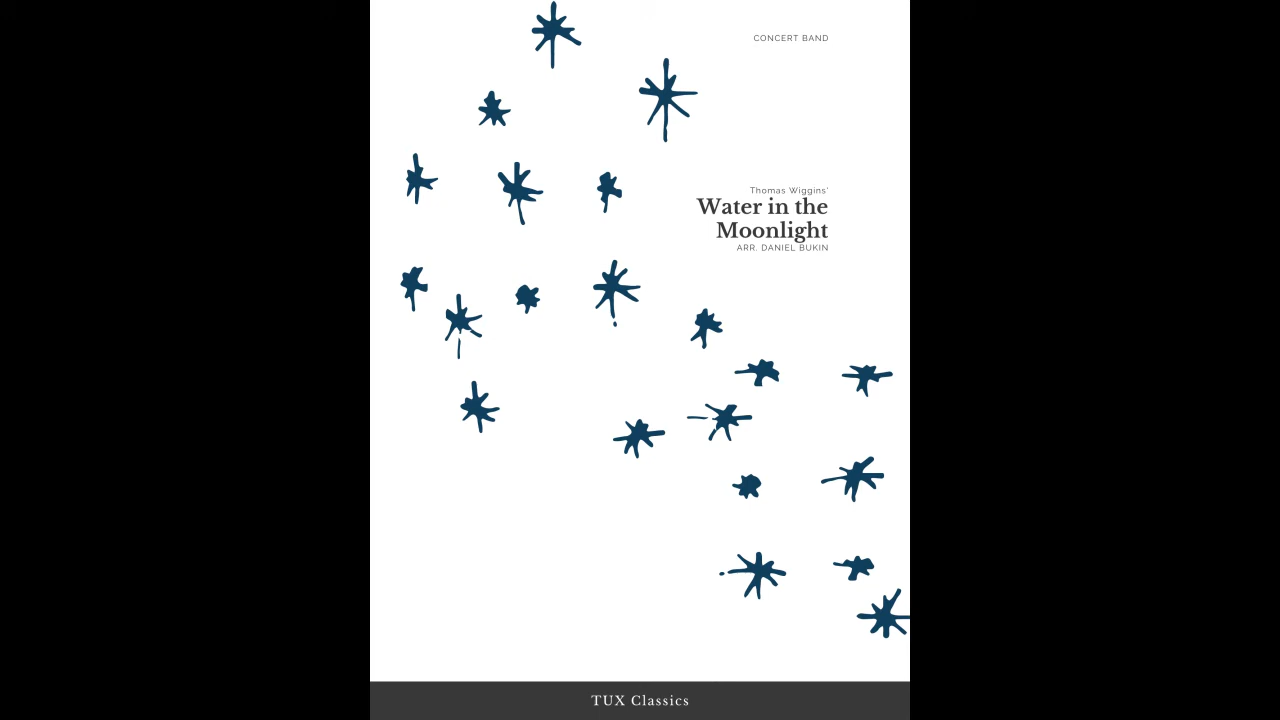 CONCERT BAND
Thomas Wiggins'
Water in the
Moonlight
ARR. DANIEL BUKIN
TUX Classics